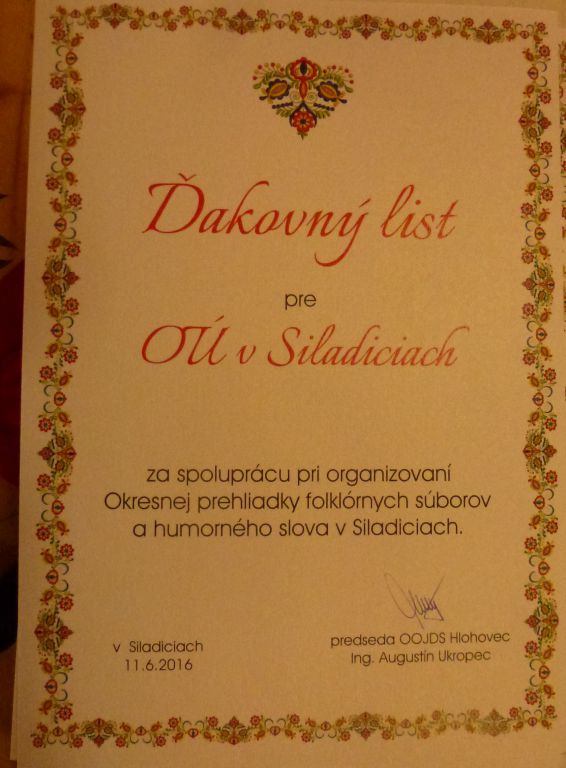 Ďakovný list
pre
OÚ v Siladiciach
za spoluprácu pri organizovaní
Okresnej prehliadky folklórnych súborov
a humorného slova v Siladiciach.
v Siladiciach
11.6.2016
predseda OOJDS Hlohovec
Ing. Augustín Ukropec